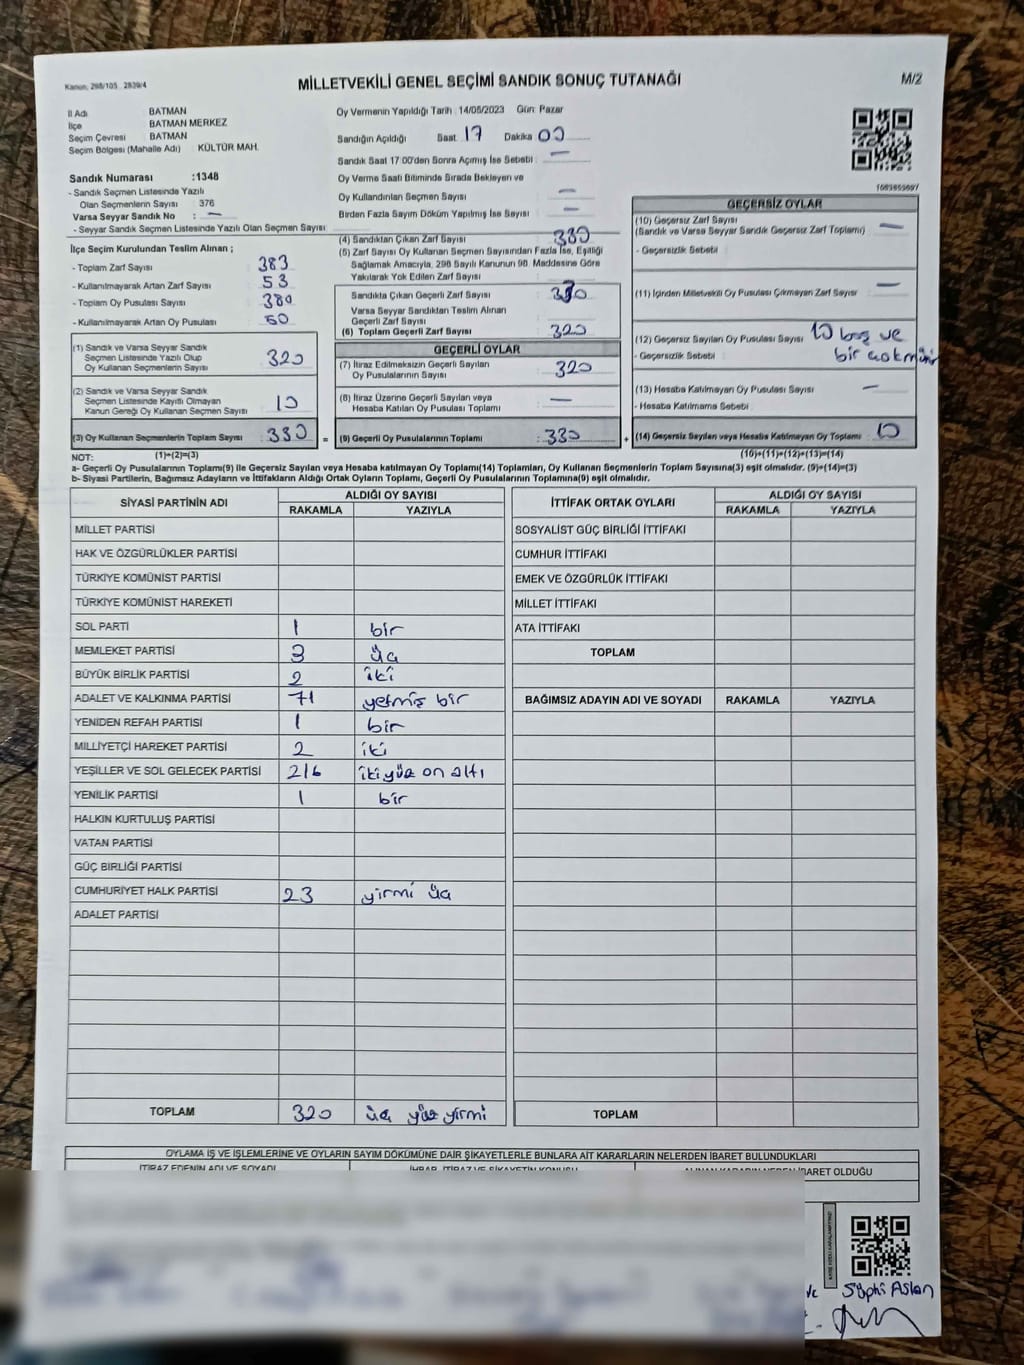 Kanun, 298/105 , 2839/4
MİLLETVEKİLİ GENEL SEÇİMİ SANDIK SONUÇ TUTANAĞI
M/2
İl Adı BATMAN
İlçe BATMAN MERKEZ
Seçim Çevresi BATMAN
Seçim Bölgesi (Mahalle Adı) : KÜLTÜR MAH.
Sandık Numarası :1348
- Sandık Seçmen Listesinde Yazılı
Olan Seçmenlerin Sayısı : 376
Varsa Seyyar Sandık No : —
- Seyyar Sandık Seçmen Listesinde Yazılı Olan Seçmen Sayısı :
İlçe Seçim Kurulundan Teslim Alınan ;
- Toplam Zarf Sayısı : 383
- Kullanılmayarak Artan Zarf Sayısı : 53
- Toplam Oy Pusulası Sayısı : 380
- Kullanılmayarak Artan Oy Pusulası : 50
(1) Sandık ve Varsa Seyyar Sandık
Seçmen Listesinde Yazılı Olup
Oy Kullanan Seçmenlerin Sayısı : 320
(2) Sandık ve Varsa Seyyar Sandık
Seçmen Listesinde Kayıtlı Olmayan
Kanun Gereği Oy Kullanan Seçmen Sayısı : 10
(3) Oy Kullanan Seçmenlerin Toplam Sayısı : 330 =
Oy Vermenin Yapıldığı Tarih : 14/05/2023 Gün: Pazar
Sandığın Açıldığı Saat: 17 Dakika 00
Sandık Saat 17:00'den Sonra Açılmış İse Sebebi : —
Oy Verme Saati Bitiminde Sırada Bekleyen ve
Oy Kullandırılan Seçmen Sayısı : —
Birden Fazla Sayım Döküm Yapılmış İse Sayısı : —
(4) Sandıktan Çıkan Zarf Sayısı : 330
(5) Zarf Sayısı Oy Kullanan Seçmen Sayısından Fazla İse, Eşitliği
Sağlamak Amacıyla, 298 Sayılı Kanunun 98. Maddesine Göre
Yakılarak Yok Edilen Zarf Sayısı :
Sandıkta Çıkan Geçerli Zarf Sayısı :
Varsa Seyyar Sandıktan Teslim Alınan
Geçerli Zarf Sayısı :
(6) Toplam Geçerli Zarf Sayısı : 320
GEÇERLİ OYLAR
(7) İtiraz Edilmeksizin Geçerli Sayılan
Oy Pusulalarının Sayısı : 320
(8) İtiraz Üzerine Geçerli Sayılan veya
Hesaba Katılan Oy Pusulası Toplamı : —
(9) Geçerli Oy Pusulalarının Toplamı : 330 +
1683653697
GEÇERSİZ OYLAR
(10) Geçersiz Zarf Sayısı
(Sandık ve Varsa Seyyar Sandık Geçersiz Zarf Toplamı) : —
- Geçersizlik Sebebi :
(11) İçinden Milletvekili Oy Pusulası Çıkmayan Zarf Sayısı : —
(12) Geçersiz Sayılan Oy Pusulası Sayısı : 10 boş ve
- Geçersizlik Sebebi : bir
(13) Hesaba Katılmayan Oy Pusulası Sayısı : —
- Hesaba Katılmama Sebebi :
(14) Geçersiz Sayılan veya Hesaba Katılmayan Oy Toplamı : 10
NOT: (1)+(2)=(3) (10)+(11)+(12)+(13)=(14)
a- Geçerli Oy Pusulalarının Toplamı(9) ile Geçersiz Sayılan veya Hesaba katılmayan Oy Toplamı(14) Toplamları, Oy Kullanan Seçmenlerin Toplam Sayısına(3) eşit olmalıdır. (9)+(14)=(3)
b- Siyasi Partilerin, Bağımsız Adayların ve İttifakların Aldığı Ortak Oyların Toplamı, Geçerli Oy Pusulalarının Toplamına(9) eşit olmalıdır.
SİYASİ PARTİNİN ADI ALDIĞI OY SAYISI
RAKAMLA YAZIYLA
MİLLET PARTİSİ
HAK VE ÖZGÜRLÜKLER PARTİSİ
TÜRKİYE KOMÜNİST PARTİSİ
TÜRKİYE KOMÜNİST HAREKETİ
SOL PARTİ 1 bir
MEMLEKET PARTİSİ 3 üç
BÜYÜK BİRLİK PARTİSİ 2 iki
ADALET VE KALKINMA PARTİSİ 71 yetmiş bir
YENİDEN REFAH PARTİSİ 1 bir
MİLLİYETÇİ HAREKET PARTİSİ 2 iki
YEŞİLLER VE SOL GELECEK PARTİSİ 216 ikiyüz on altı
YENİLİK PARTİSİ 1 bir
HALKIN KURTULUŞ PARTİSİ
VATAN PARTİSİ
GÜÇ BİRLİĞİ PARTİSİ
CUMHURİYET HALK PARTİSİ 23 yirmi üç
ADALET PARTİSİ
TOPLAM 320 üç yüz yirmi
İTTİFAK ORTAK OYLARI ALDIĞI OY SAYISI
RAKAMLA YAZIYLA
SOSYALİST GÜÇ BİRLİĞİ İTTİFAKI
CUMHUR İTTİFAKI
EMEK VE ÖZGÜRLÜK İTTİFAKI
MİLLET İTTİFAKI
ATA İTTİFAKI
TOPLAM
BAĞIMSIZ ADAYIN ADI VE SOYADI RAKAMLA YAZIYLA
TOPLAM
OYLAMA İŞ VE İŞLEMLERİNE VE OYLARIN SAYIM DÖKÜMÜNE DAİR ŞİKAYETLERLE BUNLARA AİT KARARLARIN NELERDEN İBARET BULUNDUKLARI
İTİRAZ EDENİN ADI VE SOYADI İHBAR, İTİRAZ VE ŞİKAYETİN KONUSU ALINAN KARARIN NEDEN İBARET OLDUĞU
Süphi Aslan